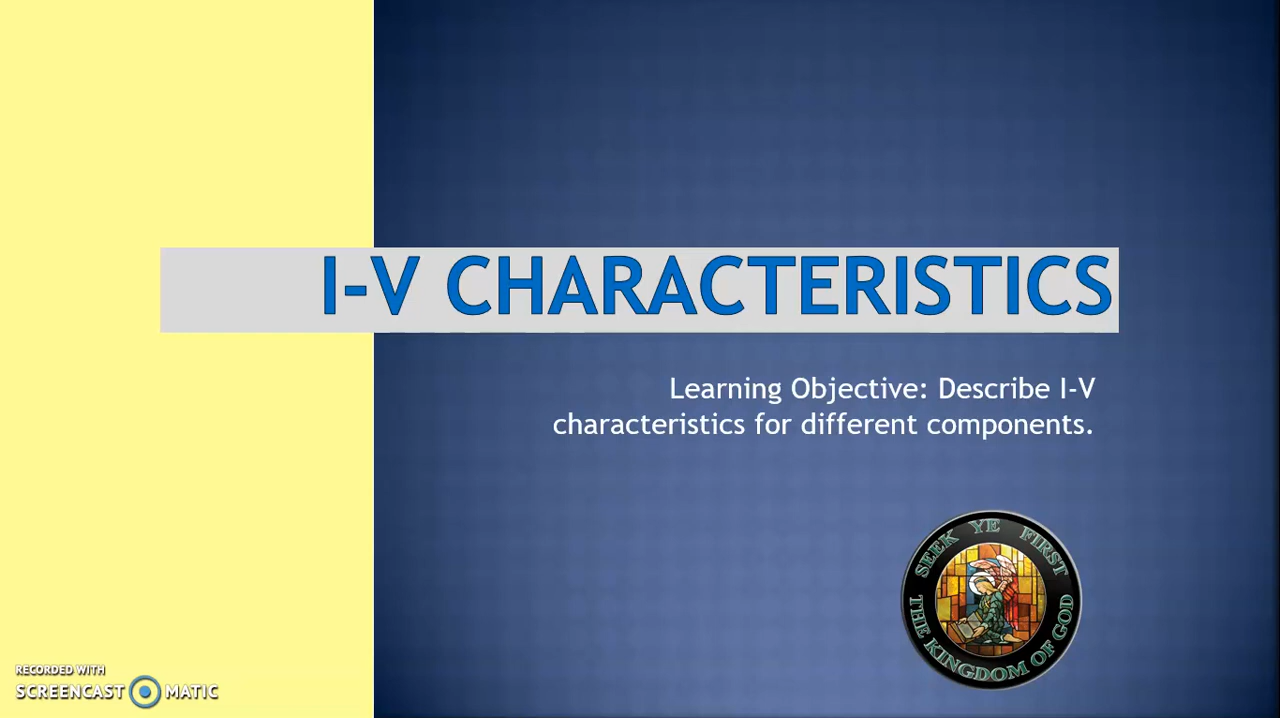 I-V CHARACTERISTICS
Learning Objective: Describe I-V
characteristics for different components.
SEEK YE FIRST
THE KINGDOM OF GOD
RECORDED WITH
SCREENCAST MATIC